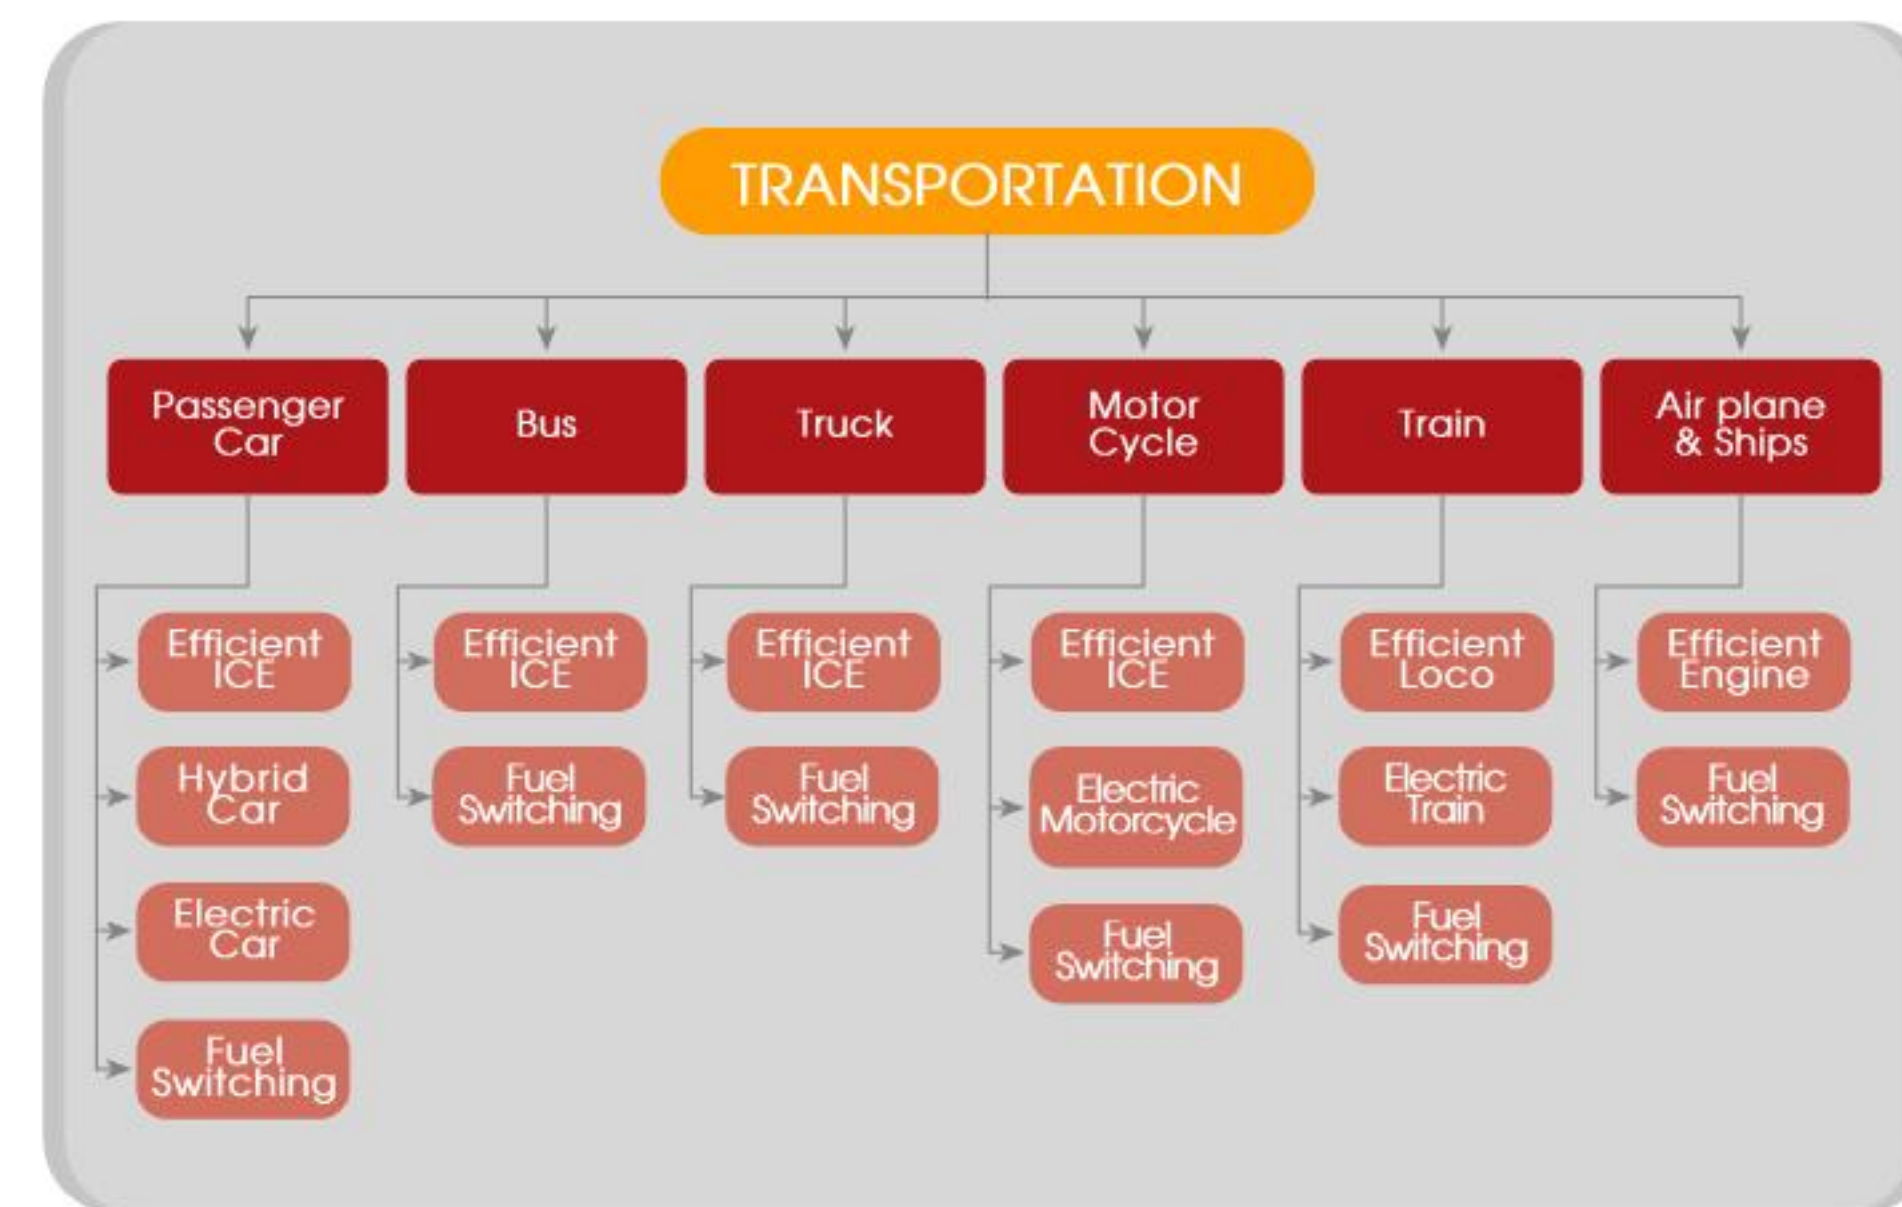 TRANSPORTATION
Passenger
Car
Bus
Truck
Motor
Cycle
Train
Air plane
& Ships
Efficient
ICE
Hybrid
Car
Electric
Car
Fuel
Switching
Efficient
ICE
Fuel
Switching
Efficient
ICE
Fuel
Switching
Efficient
ICE
Electric
Motorcycle
Fuel
Switching
Efficient
Loco
Electric
Train
Fuel
Switching
Efficient
Engine
Fuel
Switching